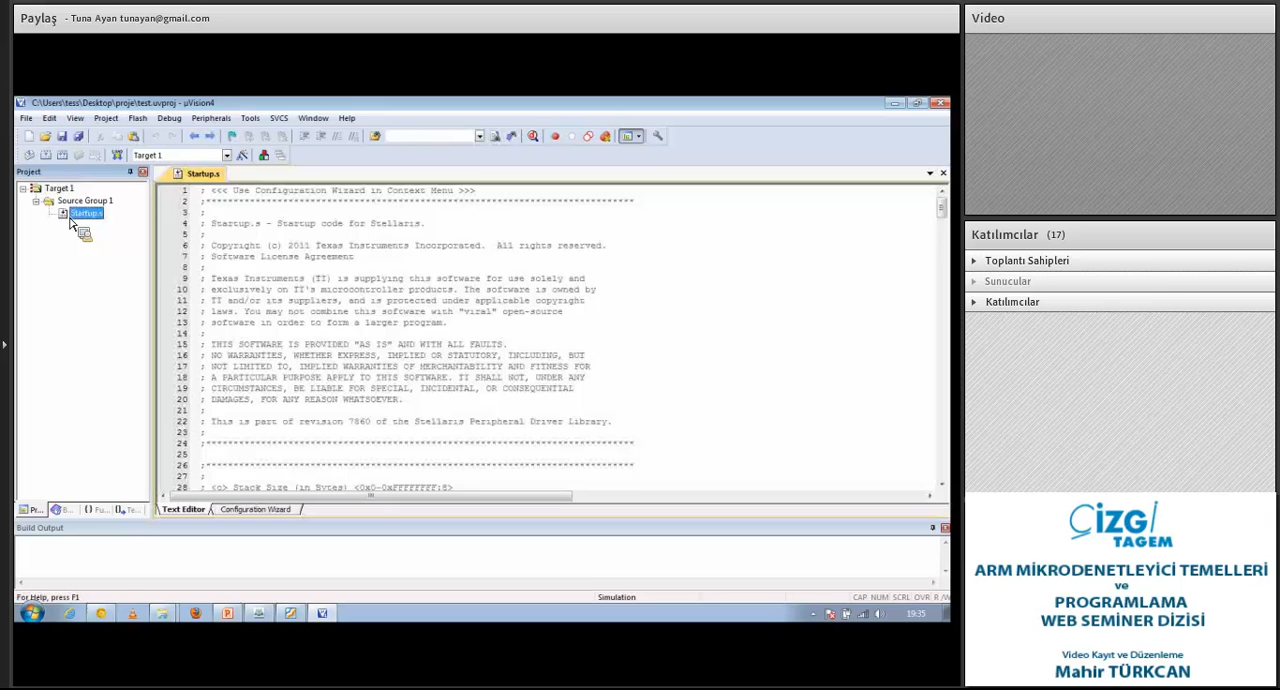 Paylaş - Tuna Ayan tunayan@gmail.com
C:\Users\tess\Desktop\proje\test.uvproj - µVision4
File Edit View Project Flash Debug Peripherals Tools SVCS Window Help
Target 1
Project
Target 1
Source Group 1
Startup.s
Startup.s
1 ; <<< Use Configuration Wizard in Context Menu >>>
2 ;******************************************************************************
3 ;
4 ; Startup.s - Startup code for Stellaris.
5 ;
6 ; Copyright (c) 2011 Texas Instruments Incorporated.  All rights reserved.
7 ; Software License Agreement
8 ;
9 ; Texas Instruments (TI) is supplying this software for use solely and
10 ; exclusively on TI's microcontroller products. The software is owned by
11 ; TI and/or its suppliers, and is protected under applicable copyright
12 ; laws. You may not combine this software with "viral" open-source
13 ; software in order to form a larger program.
14 ;
15 ; THIS SOFTWARE IS PROVIDED "AS IS" AND WITH ALL FAULTS.
16 ; NO WARRANTIES, WHETHER EXPRESS, IMPLIED OR STATUTORY, INCLUDING, BUT
17 ; NOT LIMITED TO, IMPLIED WARRANTIES OF MERCHANTABILITY AND FITNESS FOR
18 ; A PARTICULAR PURPOSE APPLY TO THIS SOFTWARE. TI SHALL NOT, UNDER ANY
19 ; CIRCUMSTANCES, BE LIABLE FOR SPECIAL, INCIDENTAL, OR CONSEQUENTIAL
20 ; DAMAGES, FOR ANY REASON WHATSOEVER.
21 ;
22 ; This is part of revision 7860 of the Stellaris Peripheral Driver Library.
23 ;
24 ;******************************************************************************
25
26 ;******************************************************************************
27 ;
28 ; <o> Stack Size (in Bytes) <0x0-0xFFFFFFFF:8>
Pr... B... {} Fu... Te...
Text Editor Configuration Wizard
Build Output
For Help, press F1 Simulation CAP NUM SCRL OVR R/W
19:35
Video
Katılımcılar (17)
Toplantı Sahipleri
Sunucular
Katılımcılar
ÇİZGİ
TAGEM
ARM MİKRODENETLEYİCİ TEMELLERİ
ve
PROGRAMLAMA
WEB SEMİNER DİZİSİ
Video Kayıt ve Düzenleme
Mahir TÜRKCAN